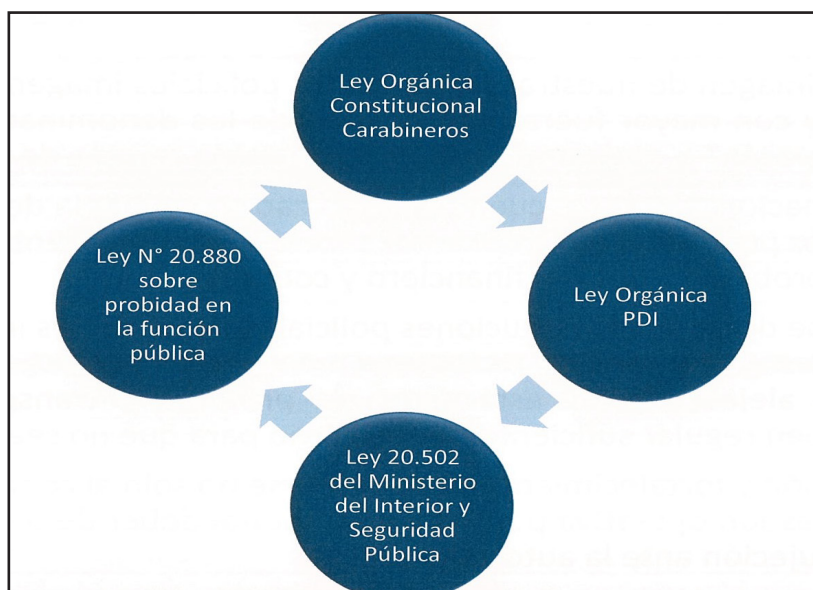 Ley Orgánica
Constitucional
Carabineros
Ley Orgánica
PDI
Ley 20.502
del Ministerio
del Interior y
Seguridad
Pública
Ley N° 20.880
sobre
probidad en
la función
pública